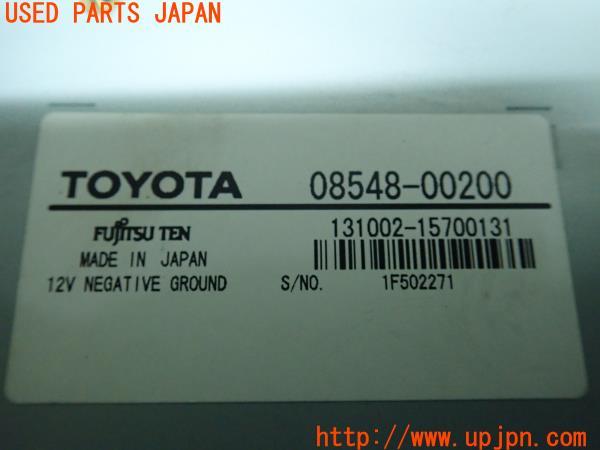 USED PARTS JAPAN
TOYOTA 08548-00200
FUJITSU TEN 131002-15700131
MADE IN JAPAN
12V NEGATIVE GROUND S/NO. 1F502271
UPJ http://www.upjpn.com/